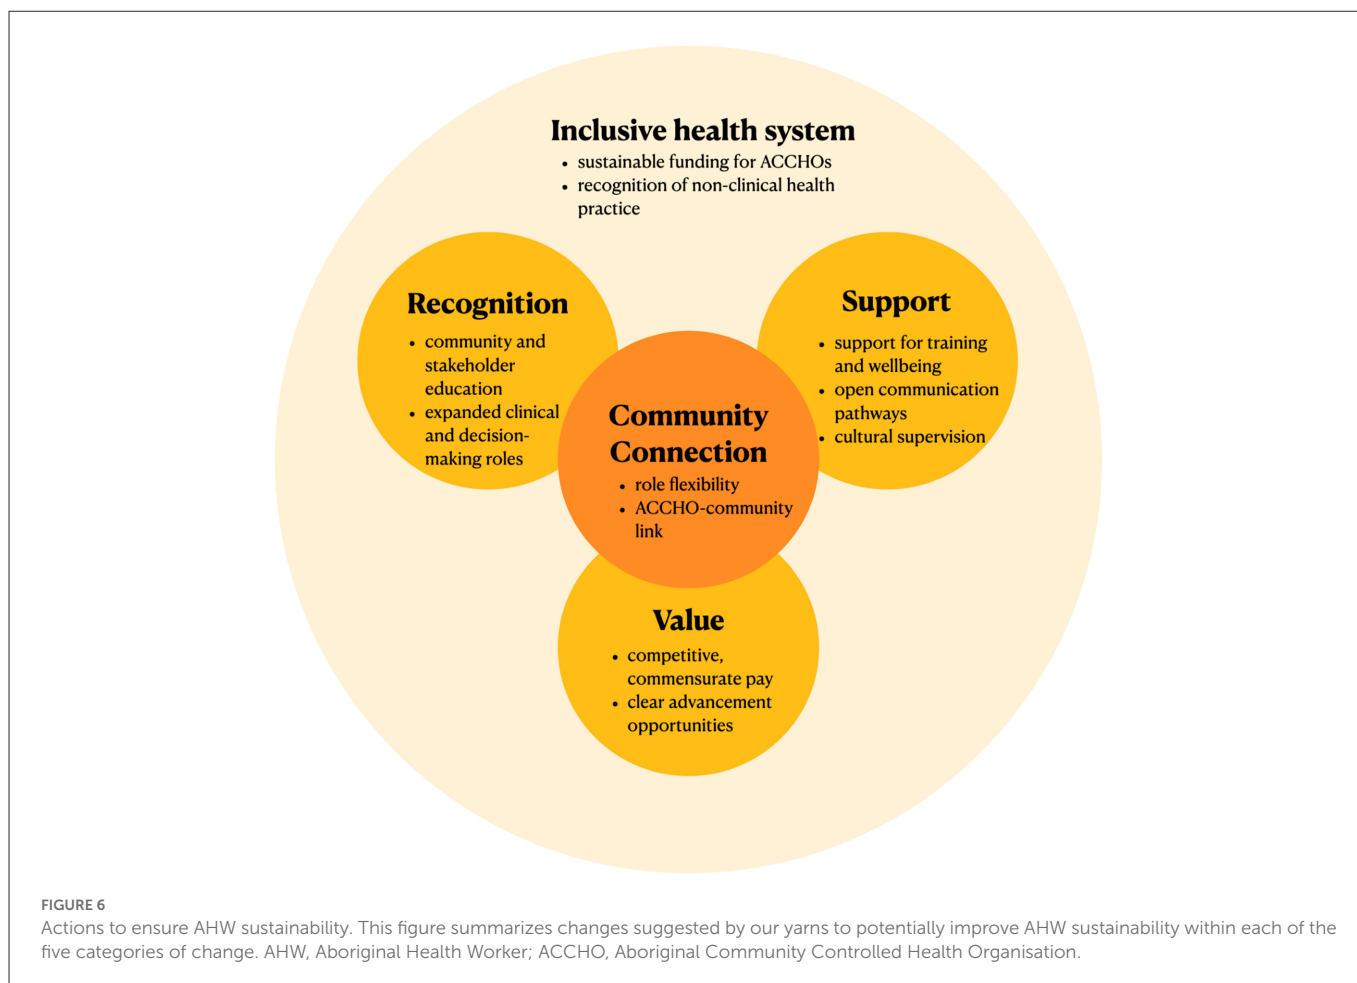 Inclusive health system
• sustainable funding for ACCHOs
• recognition of non-clinical health
practice
Recognition
• community and
stakeholder
education
• expanded clinical
and decision-
making roles
Support
• support for training
and wellbeing
• open communication
pathways
• cultural supervision
Community
Connection
• role flexibility
• ACCHO-community
link
Value
• competitive,
commensurate pay
• clear advancement
opportunities
FIGURE 6
Actions to ensure AHW sustainability. This figure summarizes changes suggested by our yarns to potentially improve AHW sustainability within each of the
five categories of change. AHW, Aboriginal Health Worker; ACCHO, Aboriginal Community Controlled Health Organisation.